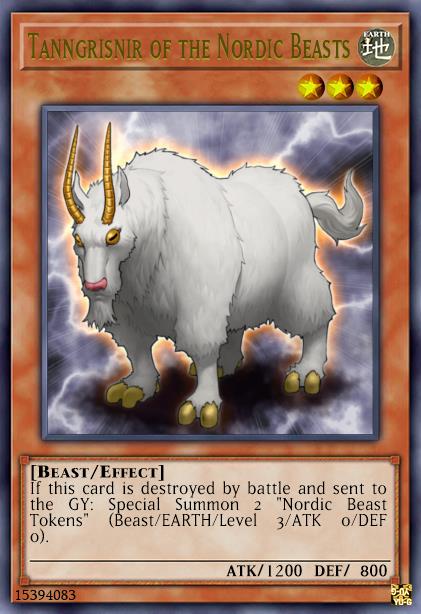 Tanngrisnir of the Nordic Beasts
EARTH
地
[Beast/Effect]
If this card is destroyed by battle and sent to
the GY: Special Summon 2 "Nordic Beast
Tokens" (Beast/EARTH/Level 3/ATK 0/DEF
0).
ATK/1200 DEF/ 800
15394083